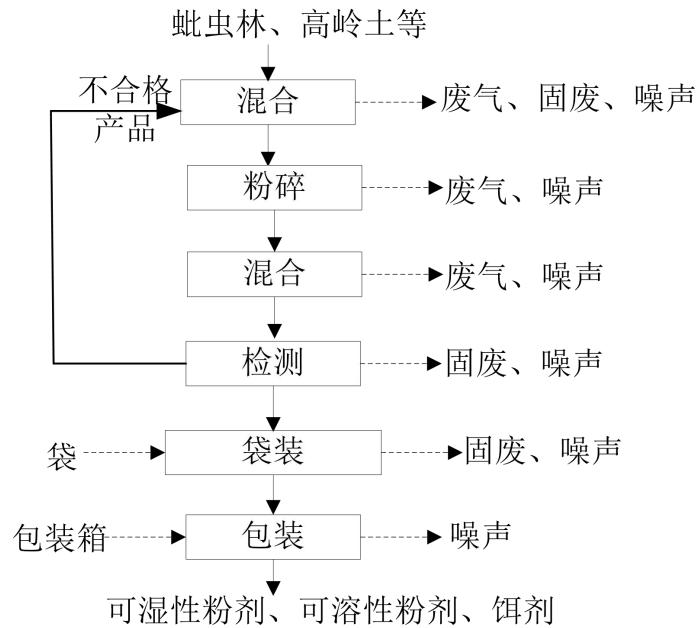 蚍虫林、高岭土等
不合格
产品
混合
废气、固废、噪声
粉碎
废气、噪声
混合
废气、噪声
检测
固废、噪声
袋
袋装
固废、噪声
包装箱
包装
噪声
可湿性粉剂、可溶性粉剂、饵剂